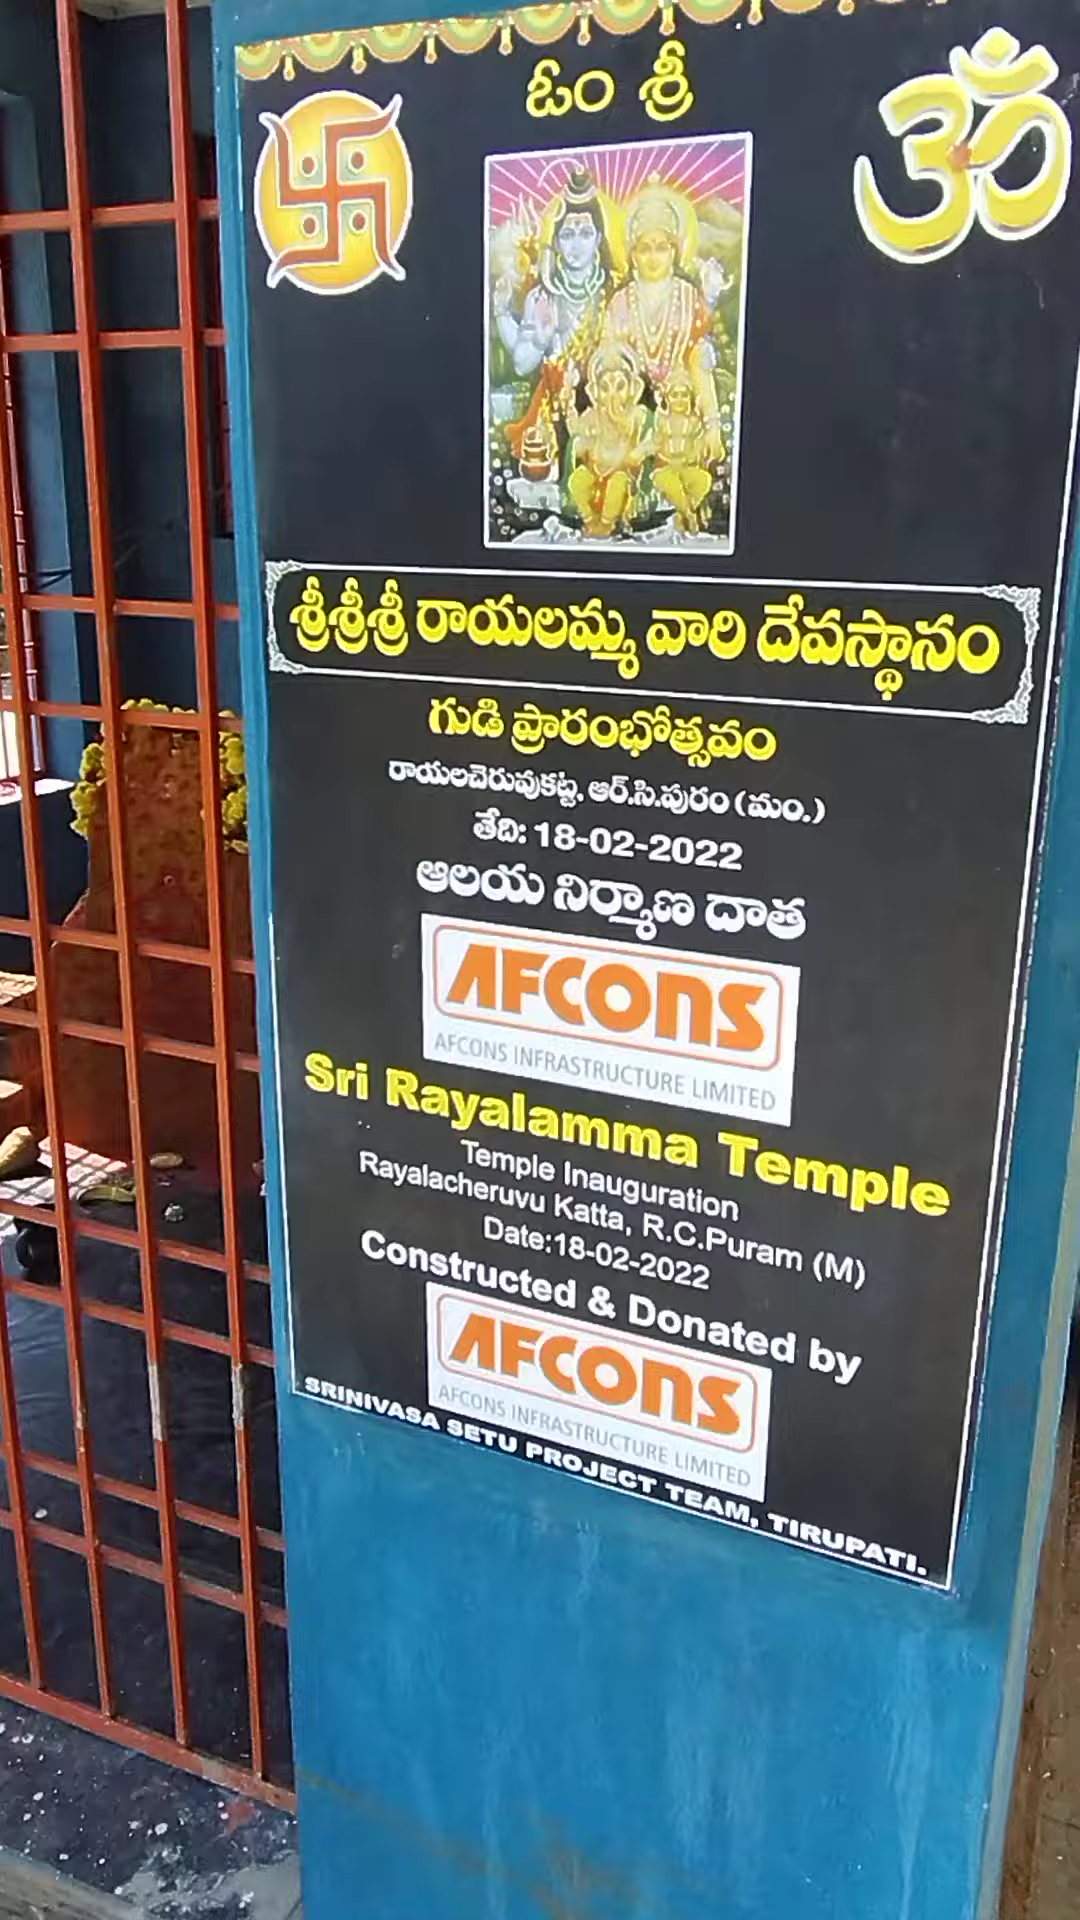 ఓం శ్రీ
ॐ
శ్రీశ్రీశ్రీ రాయలమ్మ వారి దేవస్థానం
గుడి ప్రారంభోత్సవం
రాయలచెరువుకట్ట, ఆర్.సి.పురం (మం.)
తేది: 18-02-2022
ఆలయ నిర్మాణ దాత
AFCONS
AFCONS INFRASTRUCTURE LIMITED
Sri Rayalamma Temple
Temple Inauguration
Rayalacheruvu Katta, R.C.Puram (M)
Date:18-02-2022
Constructed & Donated by
AFCONS
AFCONS INFRASTRUCTURE LIMITED
SRINIVASA SETU PROJECT TEAM, TIRUPATI.